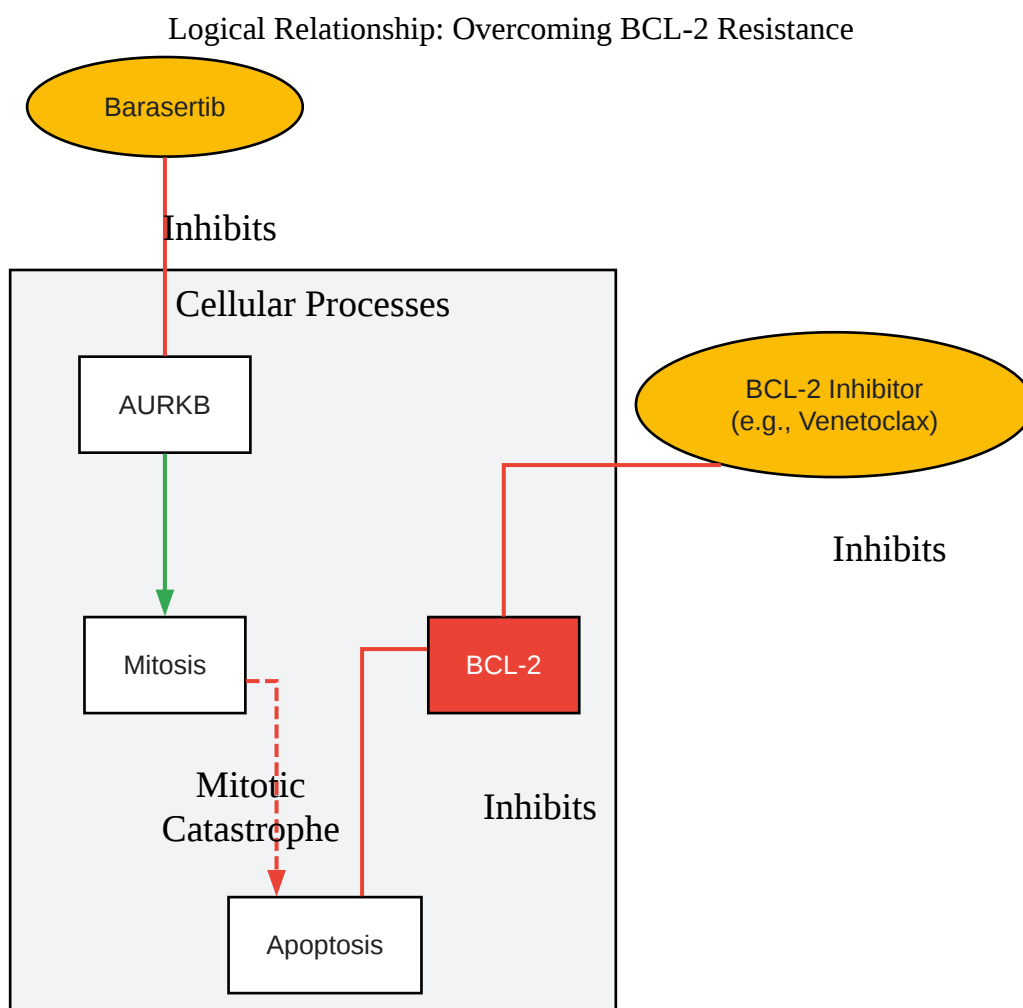 Logical Relationship: Overcoming BCL-2 Resistance
Barasertib
Inhibits
Cellular Processes
AURKB
BCL-2 Inhibitor
(e.g., Venetoclax)
Inhibits
Mitosis
BCL-2
Mitotic
Catastrophe
Inhibits
Apoptosis